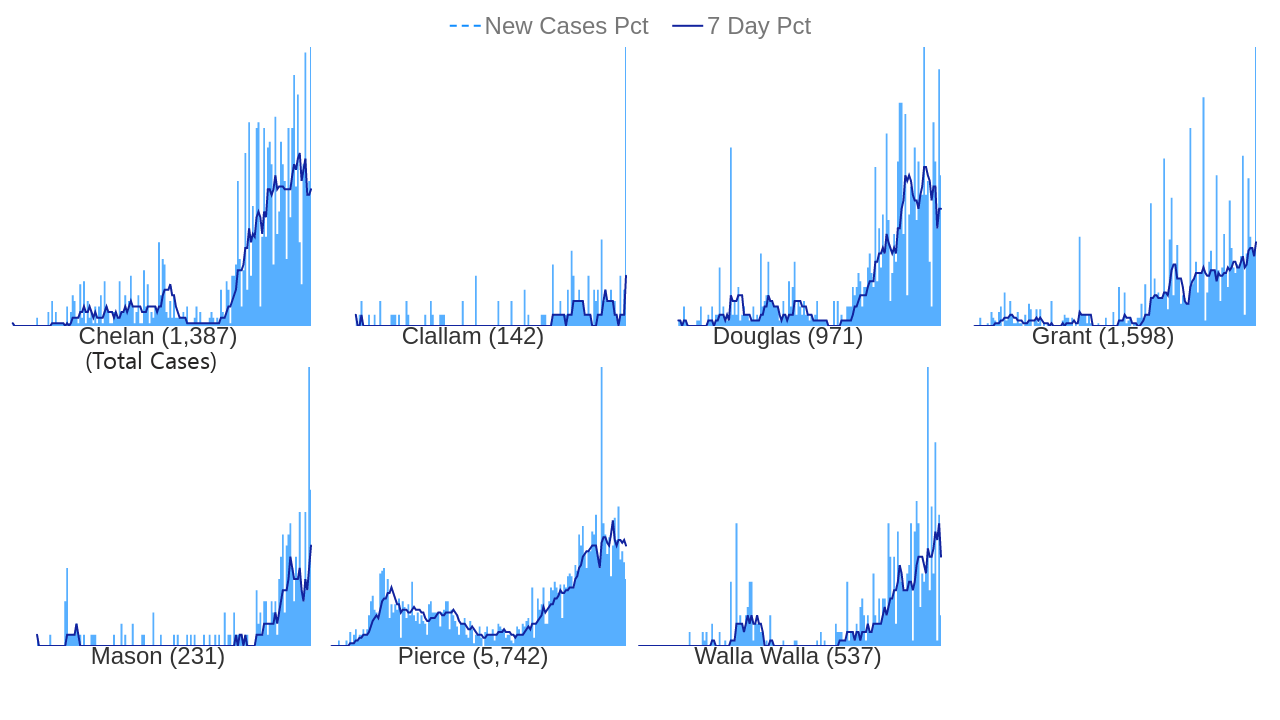 New Cases Pct 7 Day Pct
Chelan (1,387) Clallam (142) Douglas (971) Grant (1,598)
(Total Cases)
Mason (231) Pierce (5,742) Walla Walla (537)